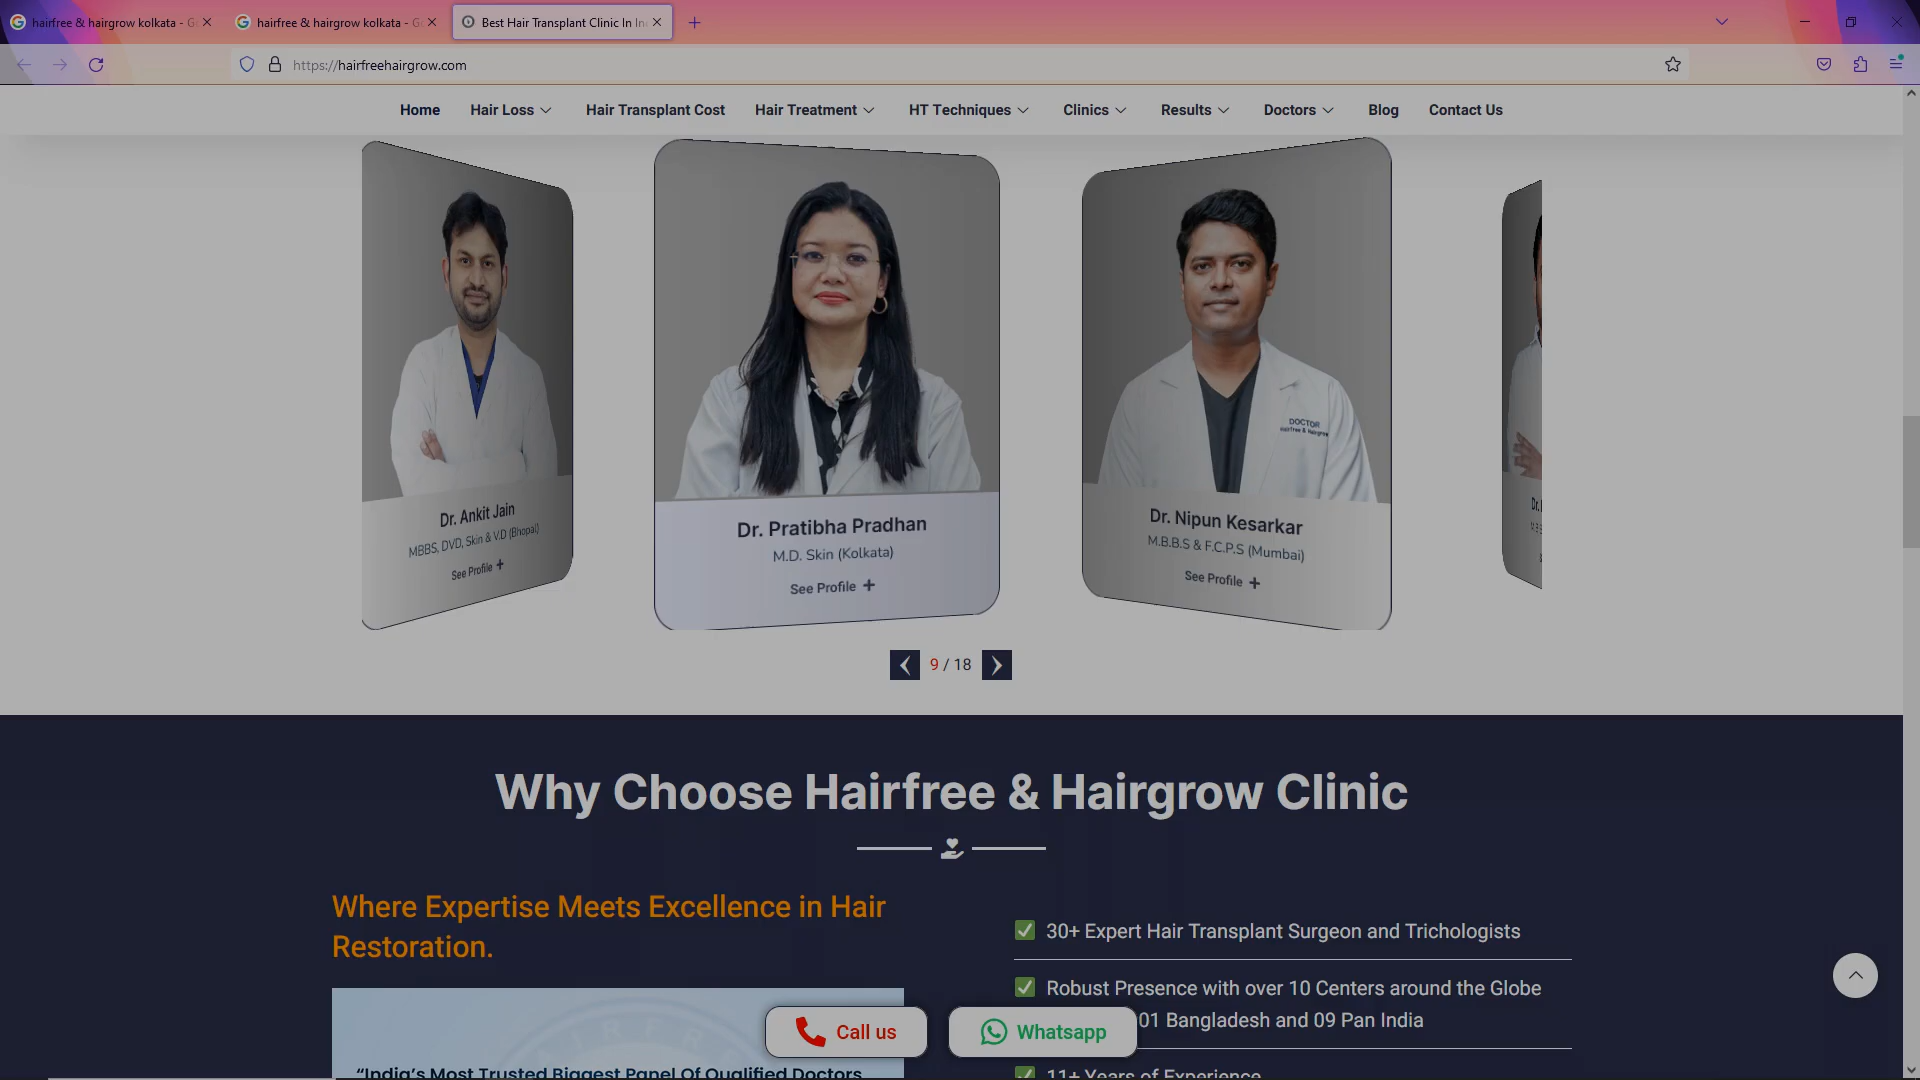 hairfree & hairgrow kolkata - G
hairfree & hairgrow kolkata - G
Best Hair Transplant Clinic In In
https://hairfreehairgrow.com
Home Hair Loss Hair Transplant Cost Hair Treatment HT Techniques Clinics Results Doctors Blog Contact Us
DOCTOR
Hairfree & Hairgrow
Dr. Ankit Jain
MBBS, DVD, Skin & V.D (Bhopal)
See Profile +
Dr. Pratibha Pradhan
M.D. Skin (Kolkata)
See Profile +
Dr. Nipun Kesarkar
M.B.B.S & F.C.P.S (Mumbai)
See Profile +
Dr.
9 / 18
Why Choose Hairfree & Hairgrow Clinic
Where Expertise Meets Excellence in Hair
Restoration.
30+ Expert Hair Transplant Surgeon and Trichologists
Robust Presence with over 10 Centers around the Globe
01 Bangladesh and 09 Pan India
11+ Years of Experience
Call us
Whatsapp
“India’s Most Trusted Biggest Panel Of Qualified Doctors